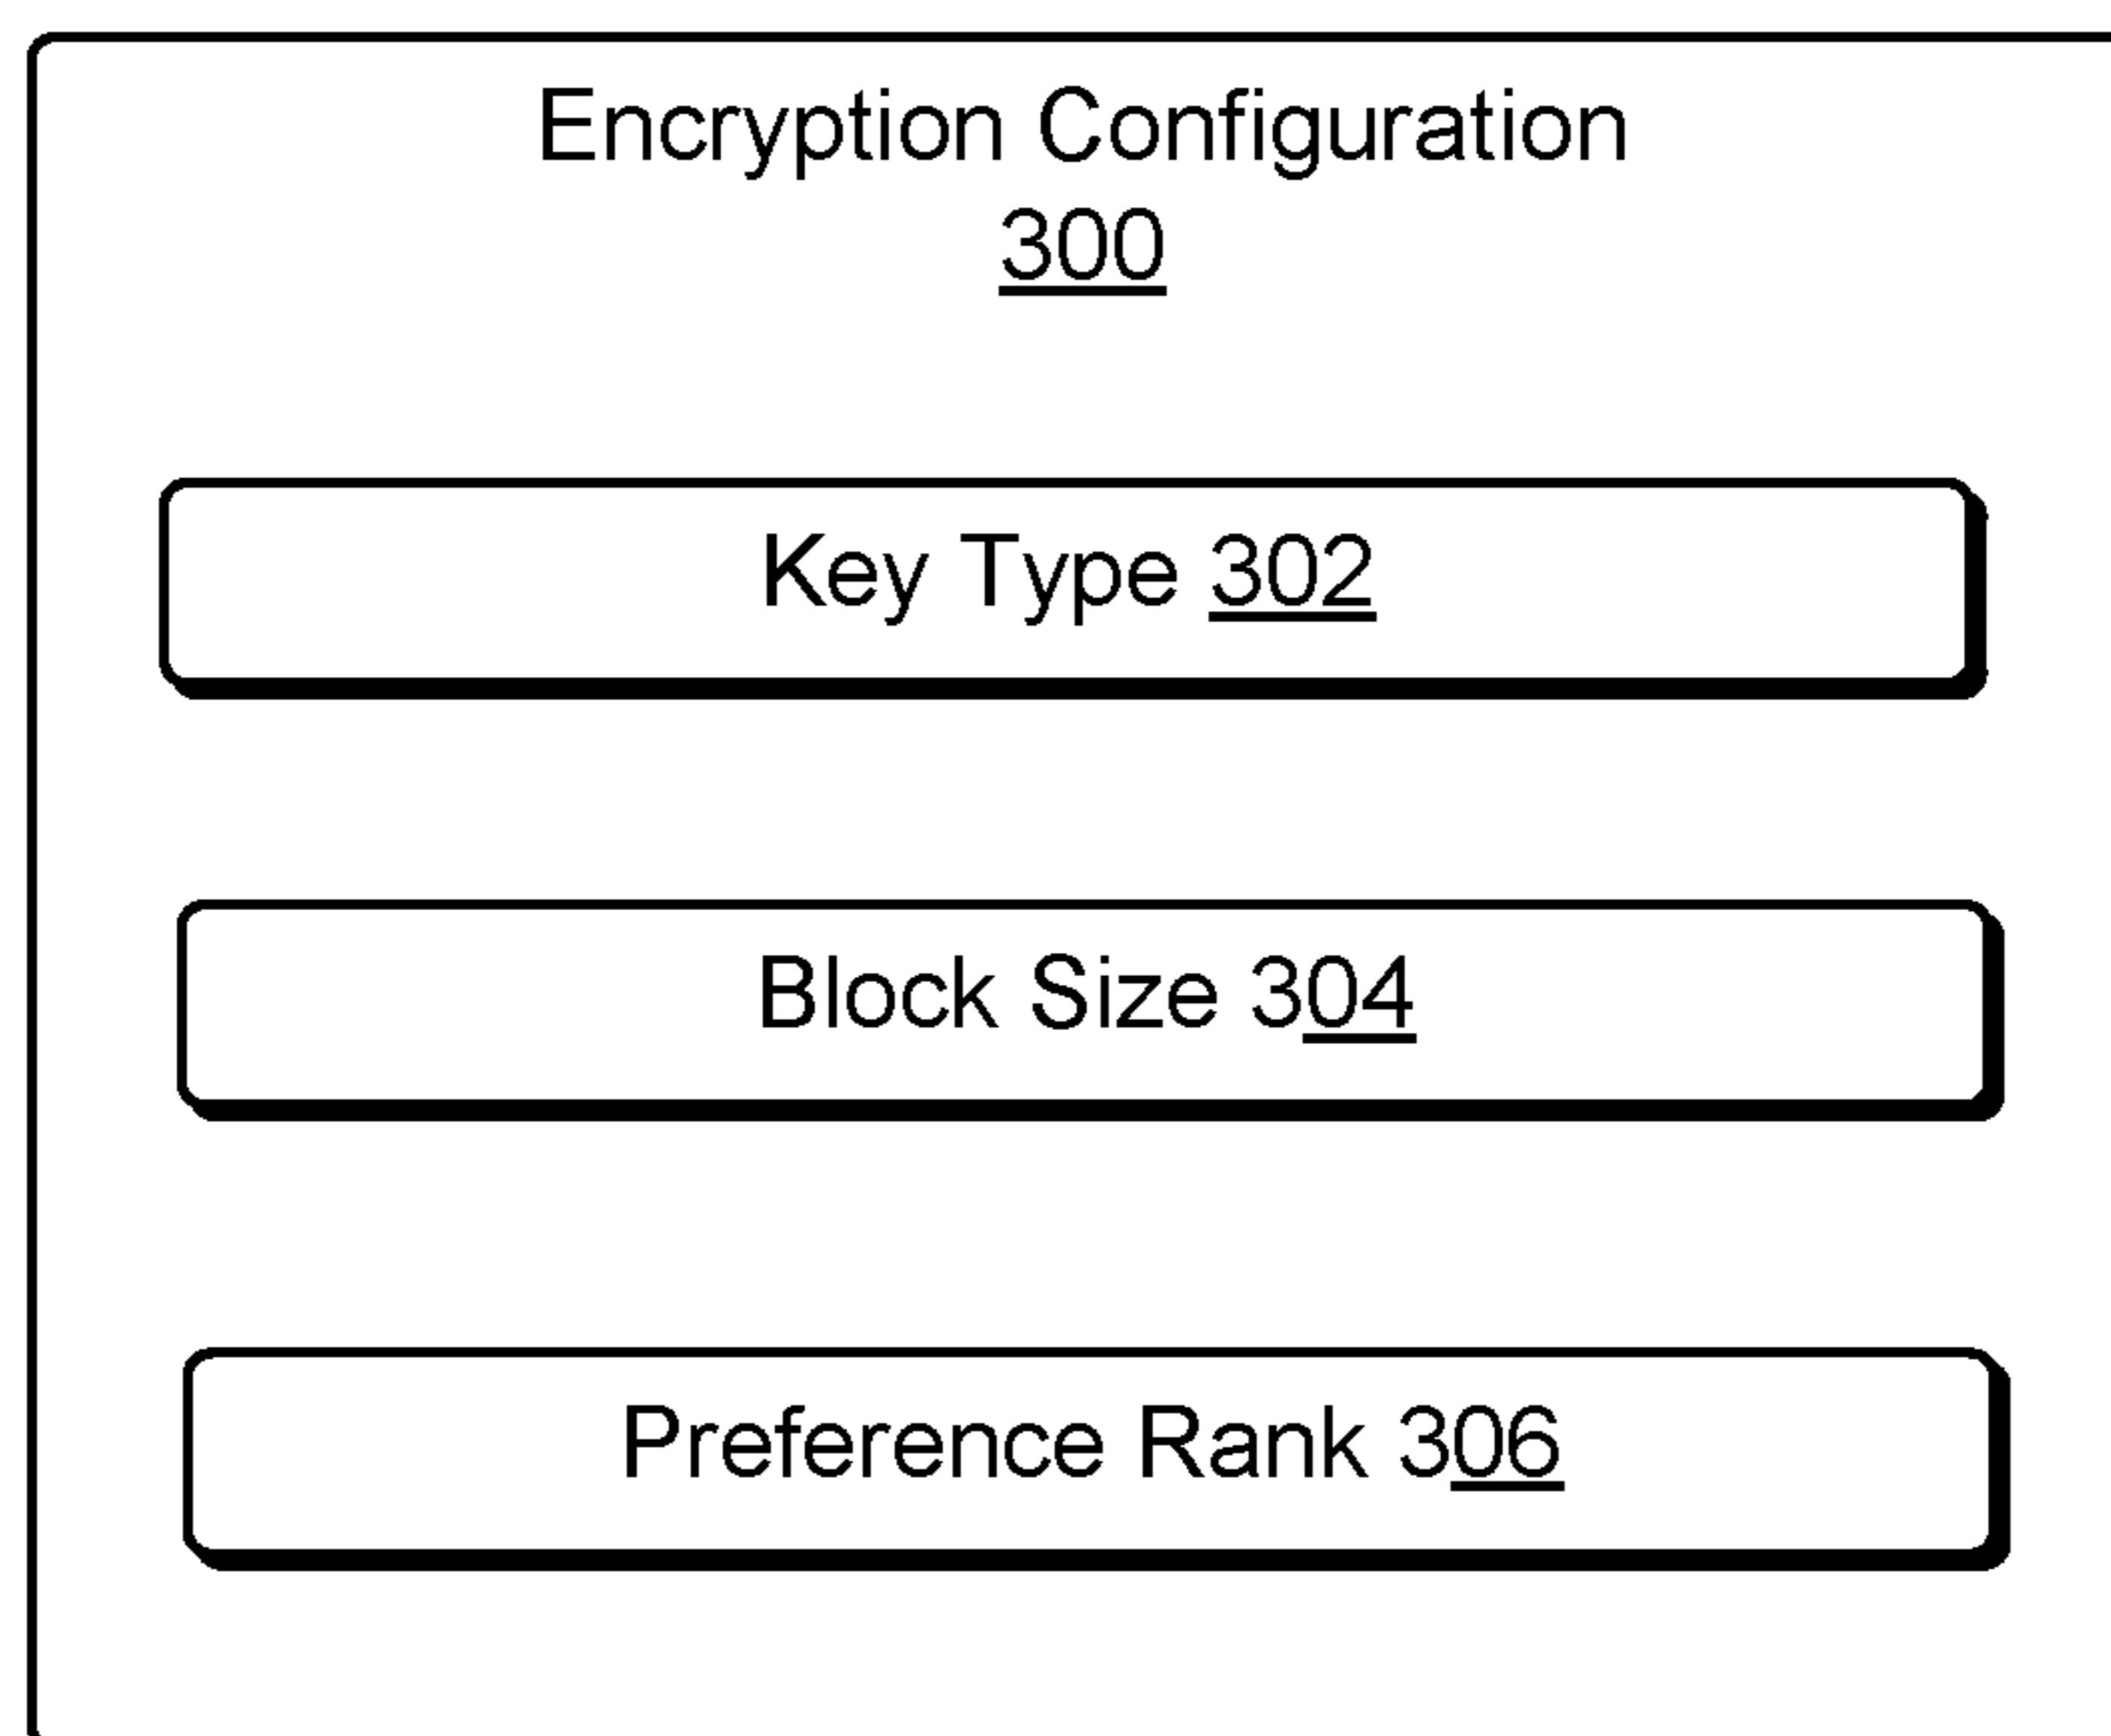 Encryption Configuration
300
Key Type 302
Block Size 304
Preference Rank 306